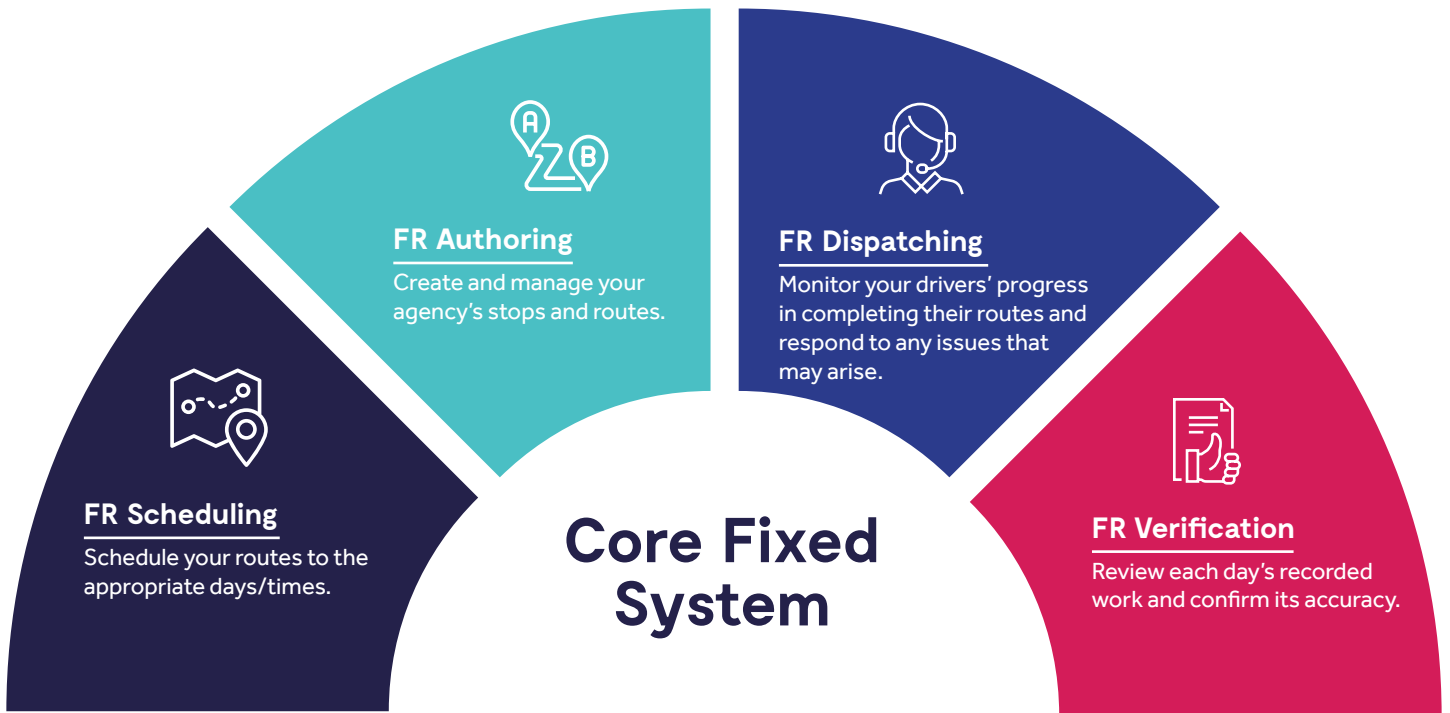 FR Scheduling
Schedule your routes to the
appropriate days/times.
A
B
FR Authoring
Create and manage your
agency’s stops and routes.
FR Dispatching
Monitor your drivers’ progress
in completing their routes and
respond to any issues that
may arise.
FR Verification
Review each day’s recorded
work and confirm its accuracy.
Core Fixed
System